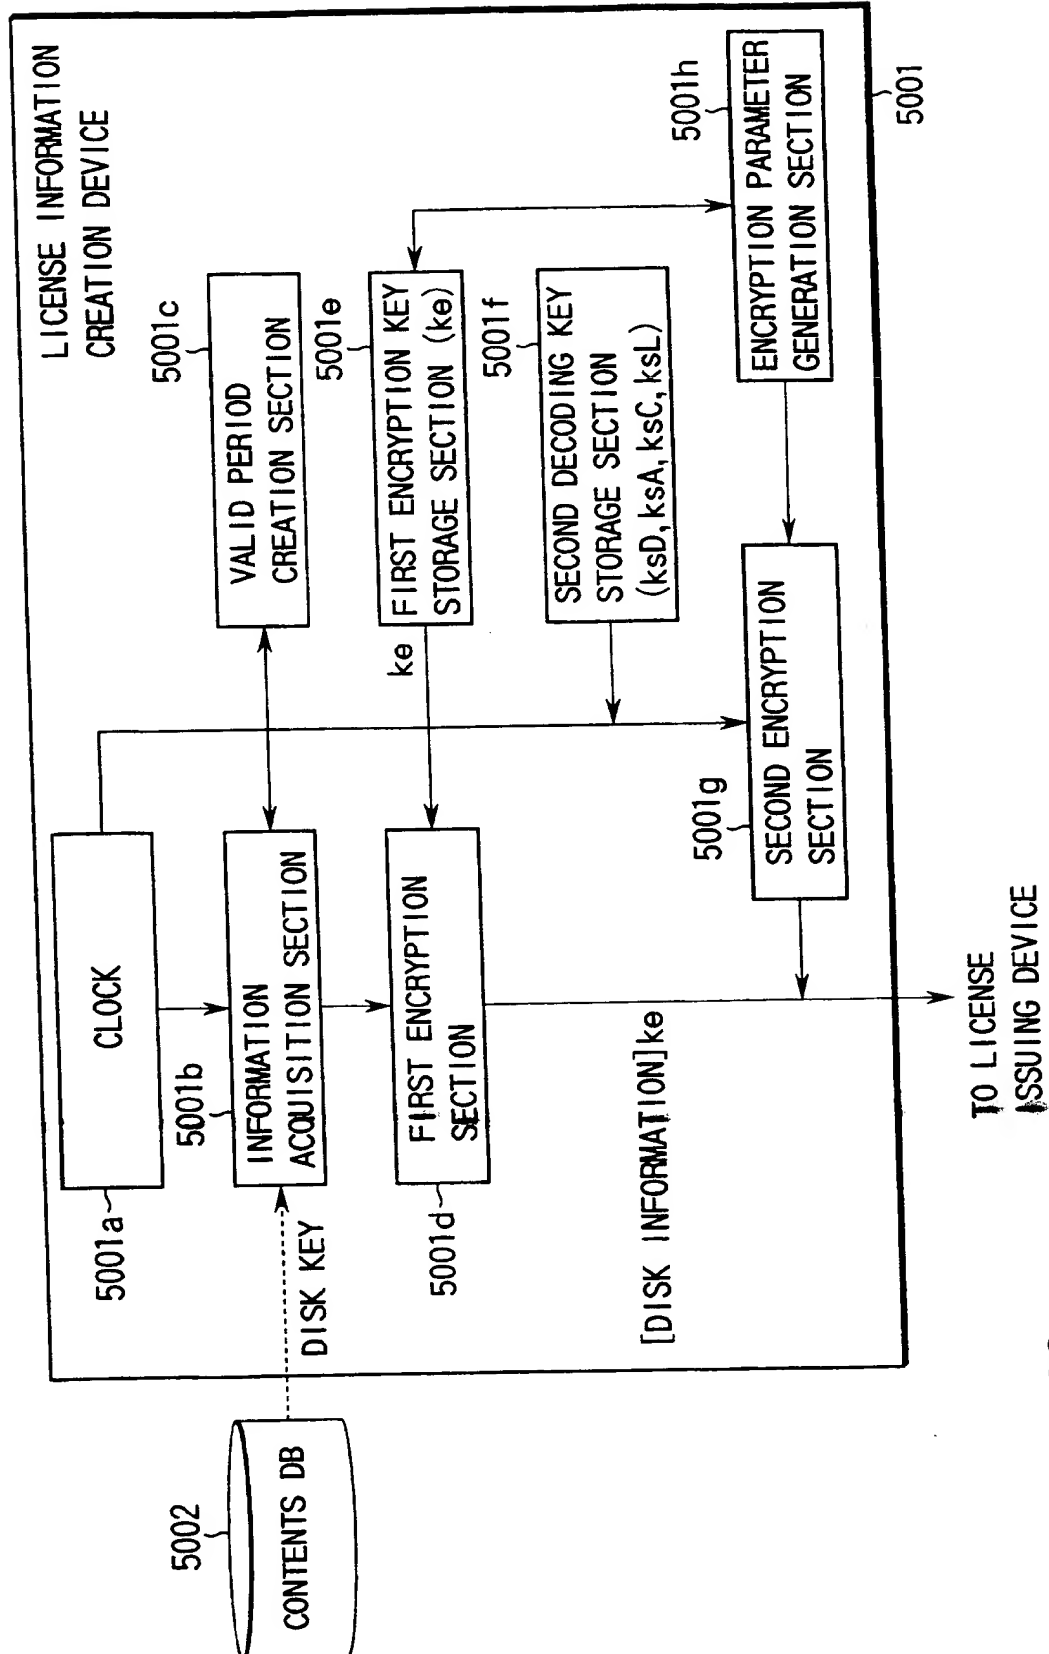 LICENSE INFORMATION
CREATION DEVICE
5001a
CLOCK
5001b
INFORMATION
ACQUISITION SECTION
5001c
VALID PERIOD
CREATION SECTION
5002
CONTENTS DB
DISK KEY
5001d
FIRST ENCRYPTION
SECTION
ke
5001e
FIRST ENCRYPTION KEY
STORAGE SECTION (ke)
5001f
SECOND DECODING KEY
STORAGE SECTION
(ksD, ksA, ksC, ksL)
[DISK INFORMATION]ke
5001g
SECOND ENCRYPTION
SECTION
5001h
ENCRYPTION PARAMETER
GENERATION SECTION
5001
TO LICENSE
ISSUING DEVICE